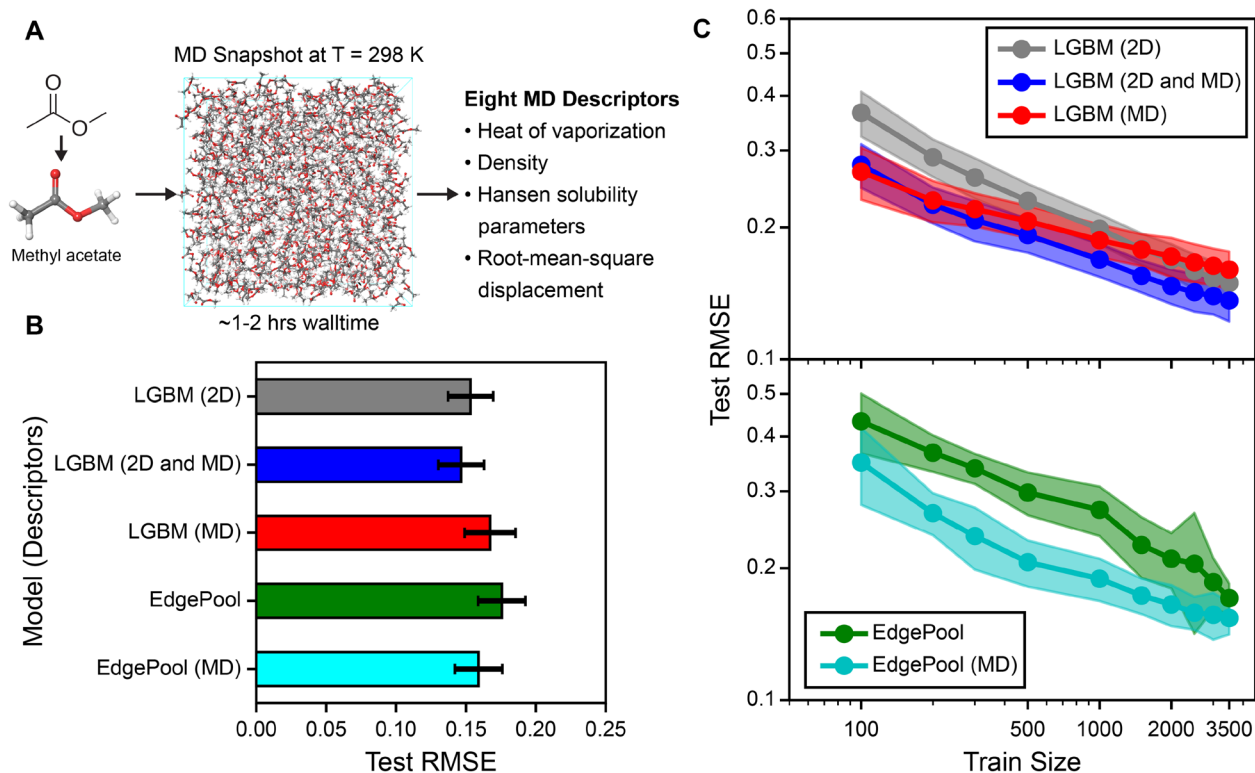 A
MD Snapshot at T = 298 K
O
O
Methyl acetate
~1-2 hrs walltime
Eight MD Descriptors
• Heat of vaporization
• Density
• Hansen solubility
parameters
• Root-mean-square
displacement
B
Model (Descriptors)
LGBM (2D)
LGBM (2D and MD)
LGBM (MD)
EdgePool
EdgePool (MD)
0.00 0.05 0.10 0.15 0.20 0.25
Test RMSE
C
Test RMSE
0.6
0.5
0.4
0.3
0.2
0.1
LGBM (2D)
LGBM (2D and MD)
LGBM (MD)
0.5
0.4
0.3
0.2
0.1
EdgePool
EdgePool (MD)
100 500 1000 2000 3500
Train Size